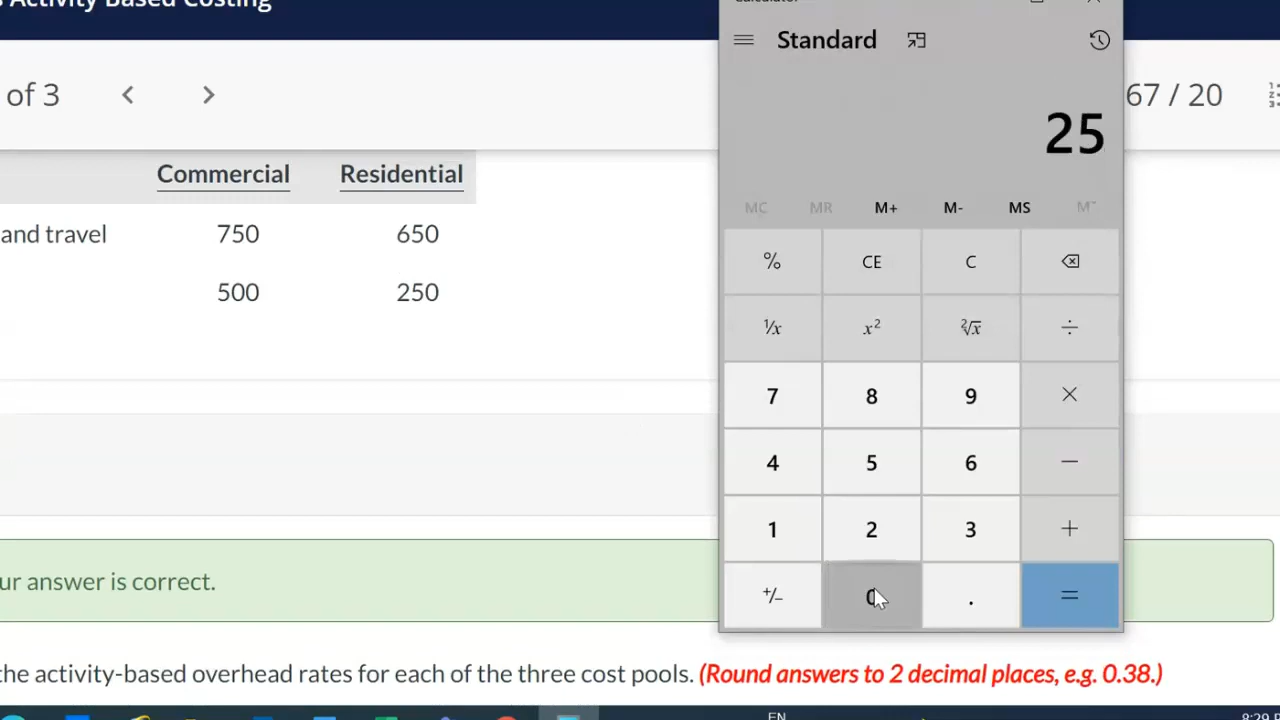 Activity Based Costing
of 3
67 / 20
Standard
25
MC MR M+ M- MS
% CE C
¹/x x² ²√x ÷
7 8 9 ×
4 5 6 −
1 2 3 +
+/− 0 . =
Commercial Residential
and travel 750 650
500 250
ur answer is correct.
the activity-based overhead rates for each of the three cost pools. (Round answers to 2 decimal places, e.g. 0.38.)
EN